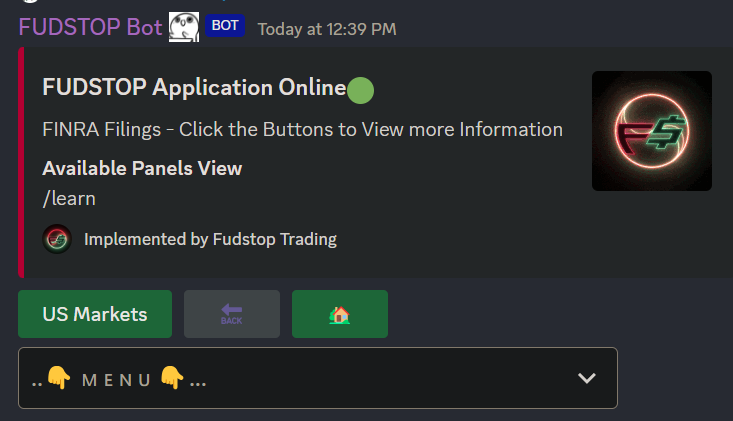 FUDSTOP Bot BOT Today at 12:39 PM
FUDSTOP Application Online
FINRA Filings - Click the Buttons to View more Information
Available Panels View
/learn
Implemented by Fudstop Trading
US Markets BACK
..👇 M E N U 👇...
F$